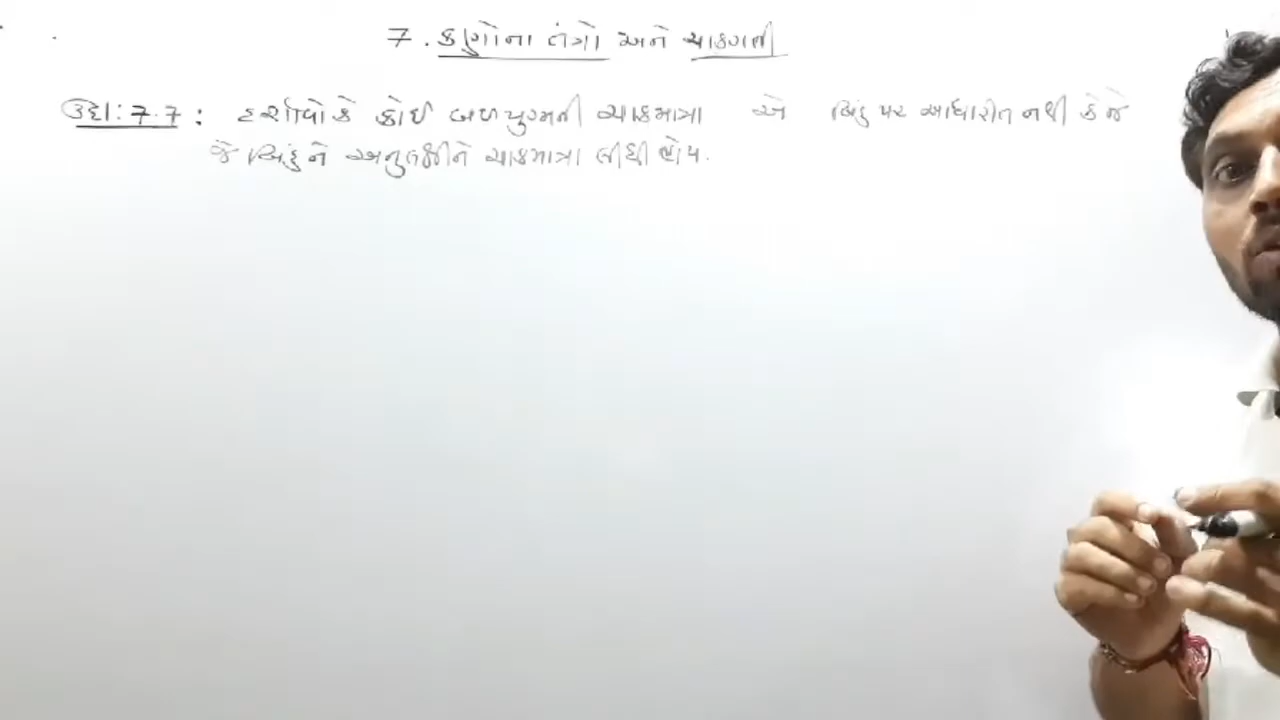 7. કણોના તંત્રો અને ચાકગતી
ઉદા: 7.7 : દર્શાવો કે કોઈ બળયુગ્મની ચાકમાત્રા એ બિંદુ પર આધારીત નથી કે જે
જે બિંદુને અનુલક્ષીને ચાકમાત્રા લીધી હોય.